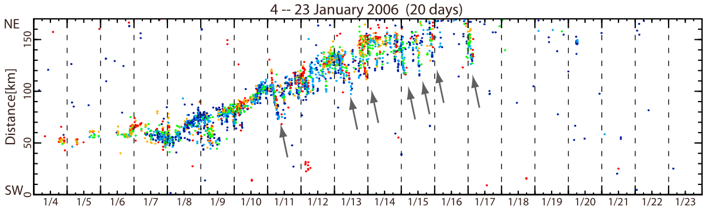 4 -- 23 January 2006 (20 days)
NE
150
100
Distance[km]
50
SW 0
1/4 1/5 1/6 1/7 1/8 1/9 1/10 1/11 1/12 1/13 1/14 1/15 1/16 1/17 1/18 1/19 1/20 1/21 1/22 1/23